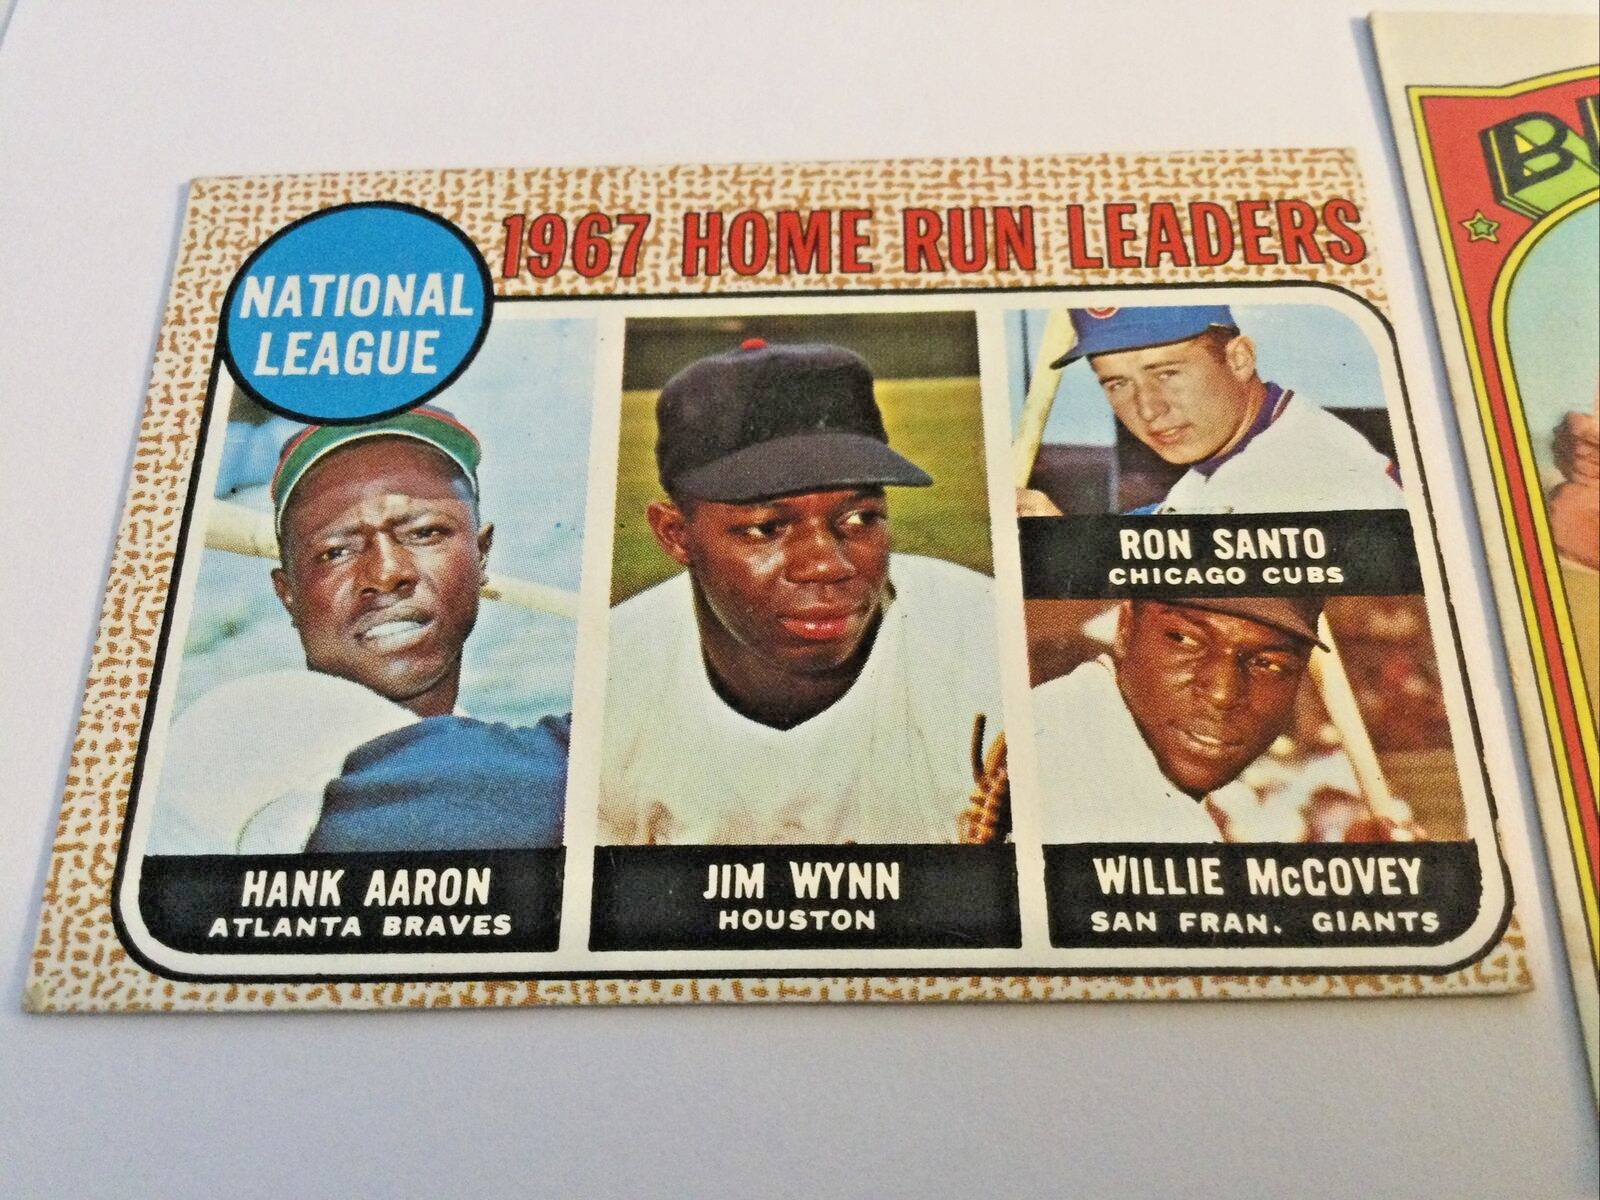 NATIONAL
LEAGUE
1967 HOME RUN LEADERS
HANK AARON
ATLANTA BRAVES
JIM WYNN
HOUSTON
RON SANTO
CHICAGO CUBS
WILLIE McCOVEY
SAN FRAN. GIANTS